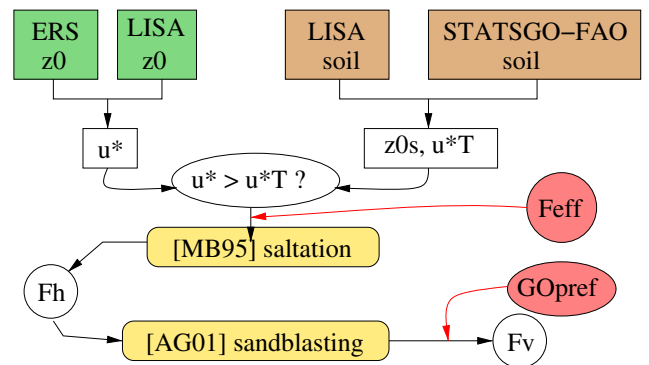 ERS
z0
LISA
z0
LISA
soil
STATSGO−FAO
soil
u*
z0s, u*T
u* > u*T ?
Feff
[MB95] saltation
Fh
GOpref
[AG01] sandblasting
Fv